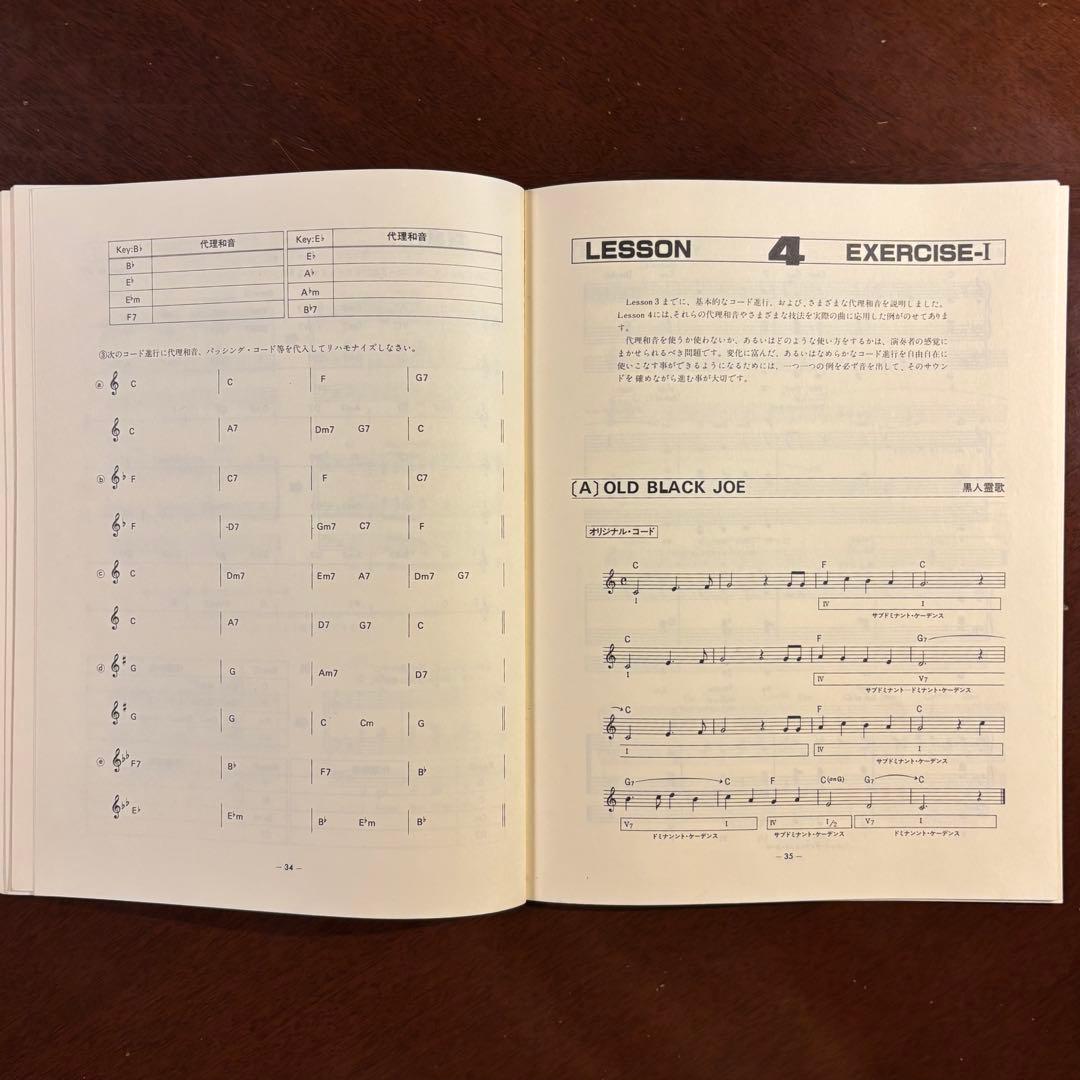 Key:B♭ 代理和音
B♭
E♭
E♭m
F7
Key:E♭ 代理和音
E♭
A♭
A♭m
B♭7
③次のコード進行に代理和音、パッシング・コード等を代入してリハモナイズしなさい。
ⓐ C C F G7
C A7 Dm7 G7 C
ⓑ F C7 F C7
F D7 Gm7 C7 F
ⓒ C Dm7 Em7 A7 Dm7 G7
C A7 D7 G7 C
ⓓ G G Am7 D7
G G C Cm G
ⓔ F7 B♭ F7 B♭
E♭ E♭m B♭ E♭m B♭
— 34 —
LESSON 4 EXERCISE-I
Lesson 3 までに、基本的なコード進行、および、さまざまな代理和音を説明しました。
Lesson 4には、それらの代理和音やさまざまな技法を実際の曲に応用した例がのせてありま
す。
代理和音を使うか使わないか、あるいはどのような使い方をするかは、演奏者の感覚に
まかせられるべき問題です。変化に富んだ、あるいはなめらかなコード進行を自由自在に
使いこなす事ができるようになるためには、一つ一つの例を必ず音を出して、そのサウン
ドを確めながら進む事が大切です。
〔A〕OLD BLACK JOE 黒人霊歌
オリジナル・コード
C F C
I IV I
サブドミナント・ケーデンス
C F G7
I IV V7
サブドミナント—ドミナント・ケーデンス
C F C
I IV I
サブドミナント・ケーデンス
G7 C F C(onG) G7 C
V7 I IV I/2 V7 I
ドミナンント・ケーデンス サブドミナント・ケーデンス ドミナンント・ケーデンス
— 35 —